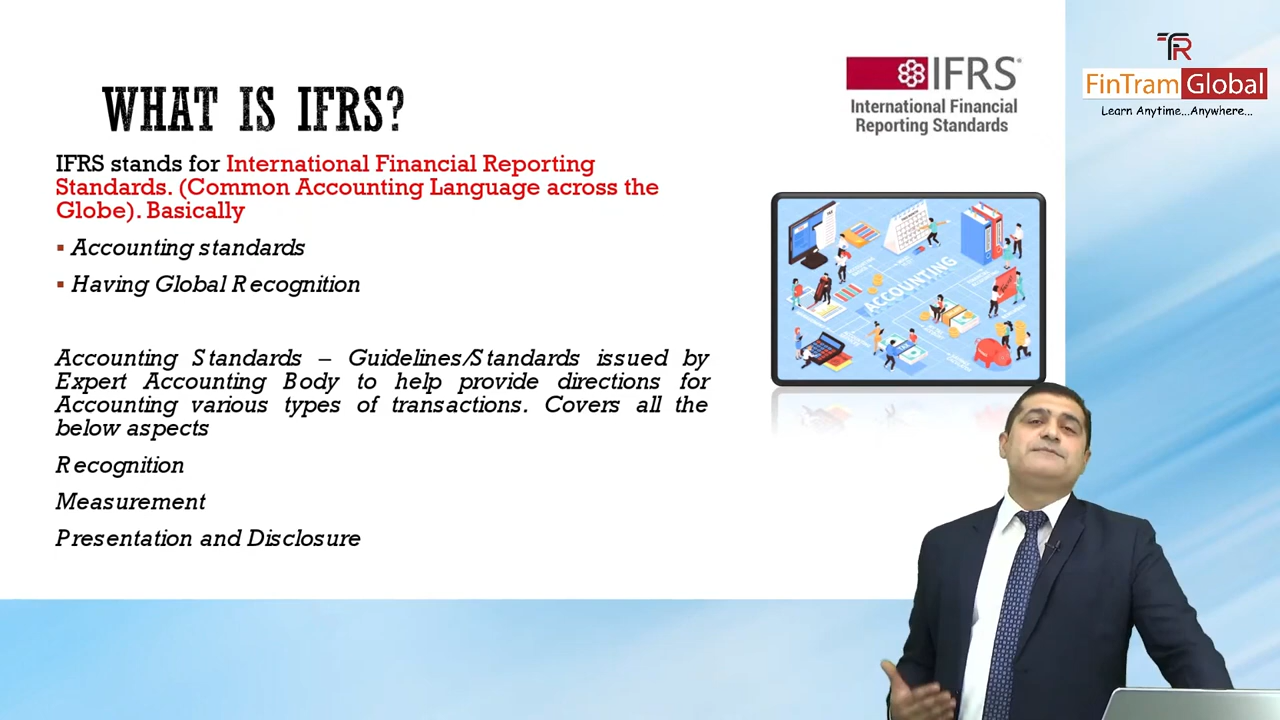 WHAT IS IFRS?
IFRS stands for International Financial Reporting
Standards. (Common Accounting Language across the
Globe). Basically
▪ Accounting standards
▪ Having Global Recognition
Accounting Standards – Guidelines/Standards issued by
Expert Accounting Body to help provide directions for
Accounting various types of transactions. Covers all the
below aspects
Recognition
Measurement
Presentation and Disclosure
IFRS®
International Financial
Reporting Standards
ACCOUNTING
FinTram Global
Learn Anytime...Anywhere...